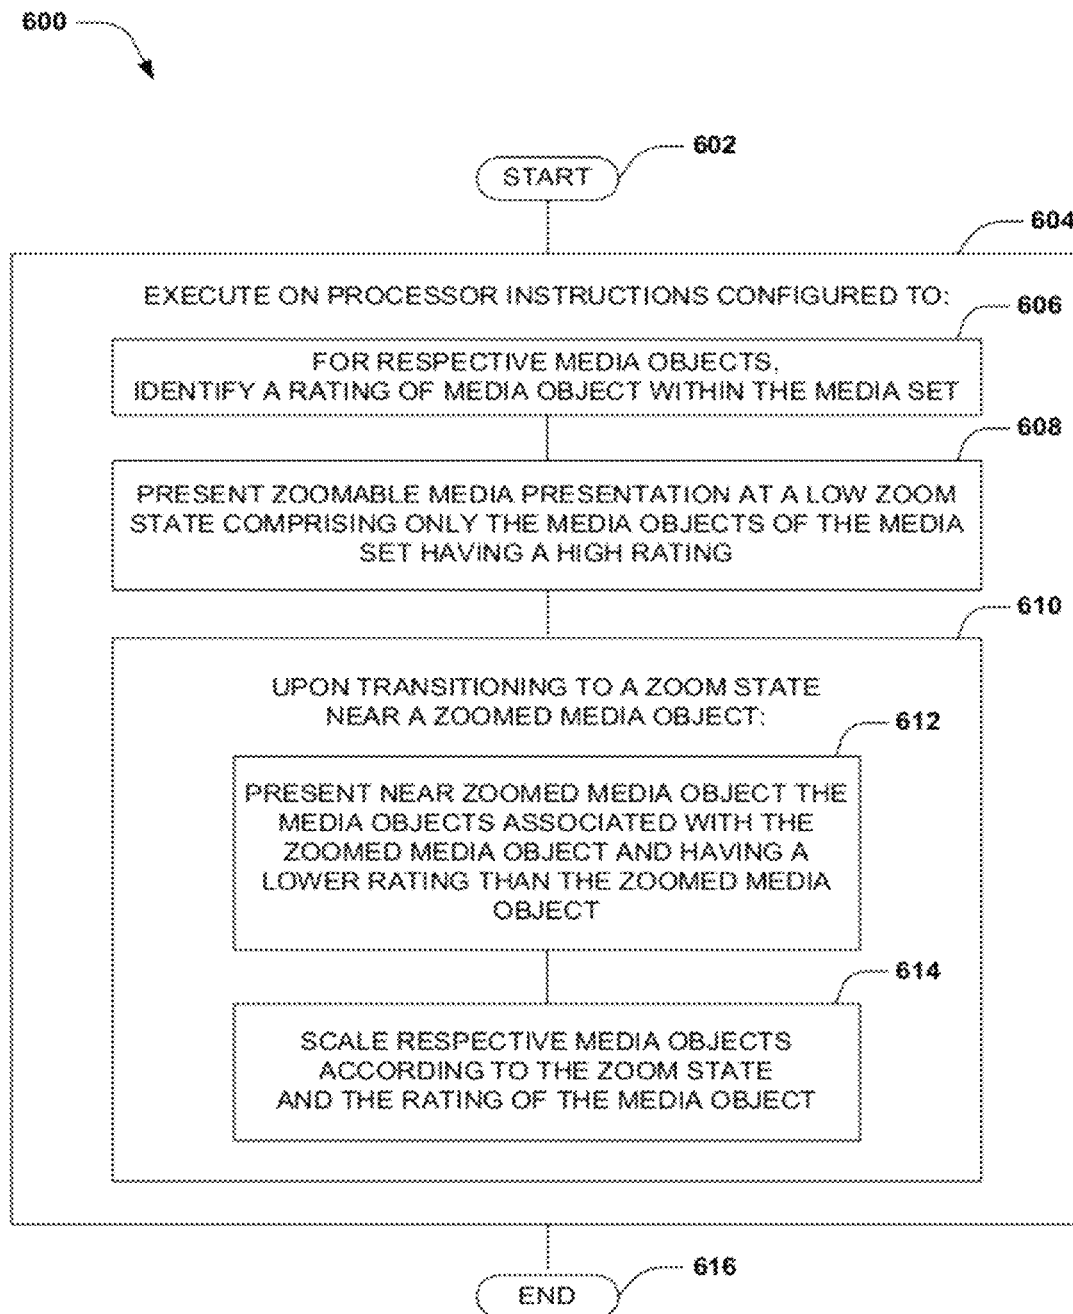 600
602
START
604
EXECUTE ON PROCESSOR INSTRUCTIONS CONFIGURED TO:
606
FOR RESPECTIVE MEDIA OBJECTS,
IDENTIFY A RATING OF MEDIA OBJECT WITHIN THE MEDIA SET
608
PRESENT ZOOMABLE MEDIA PRESENTATION AT A LOW ZOOM
STATE COMPRISING ONLY THE MEDIA OBJECTS OF THE MEDIA
SET HAVING A HIGH RATING
610
UPON TRANSITIONING TO A ZOOM STATE
NEAR A ZOOMED MEDIA OBJECT:
612
PRESENT NEAR ZOOMED MEDIA OBJECT THE
MEDIA OBJECTS ASSOCIATED WITH THE
ZOOMED MEDIA OBJECT AND HAVING A
LOWER RATING THAN THE ZOOMED MEDIA
OBJECT
614
SCALE RESPECTIVE MEDIA OBJECTS
ACCORDING TO THE ZOOM STATE
AND THE RATING OF THE MEDIA OBJECT
616
END